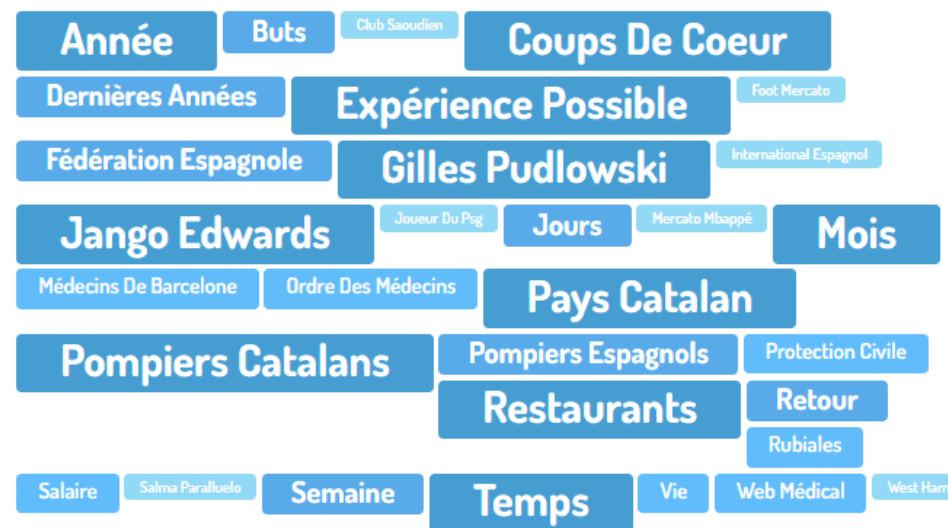 Année Buts Club Saoudien Coups De Coeur
Dernières Années Expérience Possible Foot Mercato
Fédération Espagnole Gilles Pudlowski International Espagnol
Jango Edwards Joueur Du Psg Jours Mercato Mbappé Mois
Médecins De Barcelone Ordre Des Médecins Pays Catalan
Pompiers Catalans Pompiers Espagnols Protection Civile
Restaurants Retour
Rubiales
Salaire Salma Paralluelo Semaine Temps Vie Web Médical West Ham